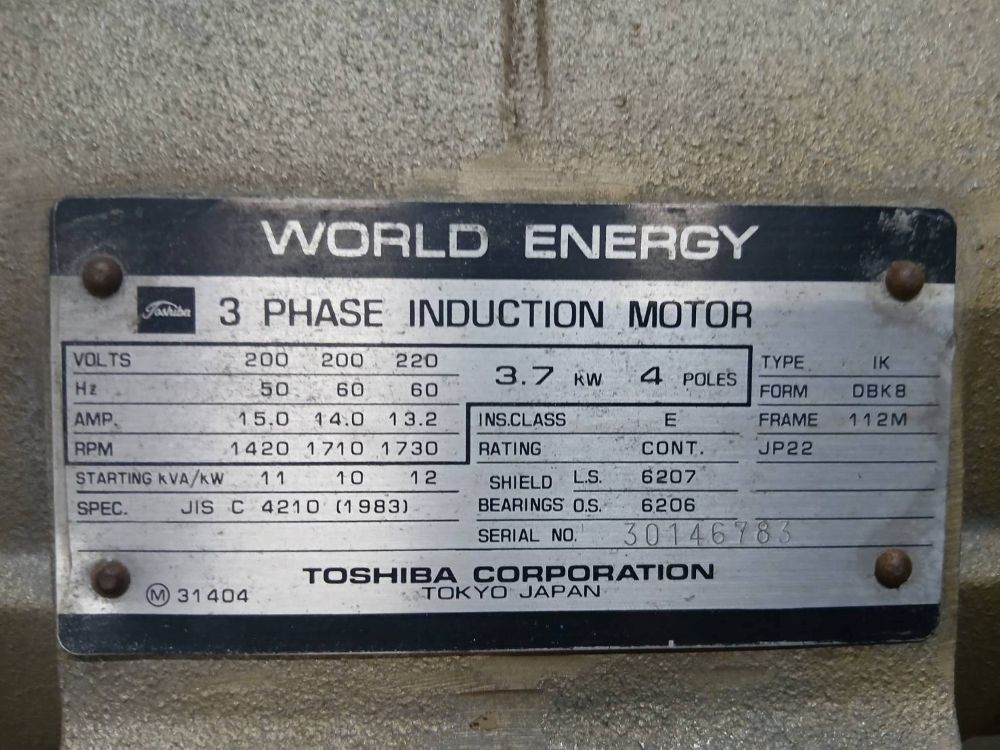 WORLD ENERGY
Toshiba 3 PHASE INDUCTION MOTOR
VOLTS 200 200 220 3.7 KW 4 POLES TYPE IK
Hz 50 60 60 FORM DBK8
AMP. 15.0 14.0 13.2 INS.CLASS E FRAME 112M
RPM 1420 1710 1730 RATING CONT. JP22
STARTING KVA/KW 11 10 12 SHIELD L.S. 6207
SPEC. JIS C 4210 (1983) BEARINGS O.S. 6206
SERIAL NO. 30146783
TOSHIBA CORPORATION
M 31404 TOKYO JAPAN